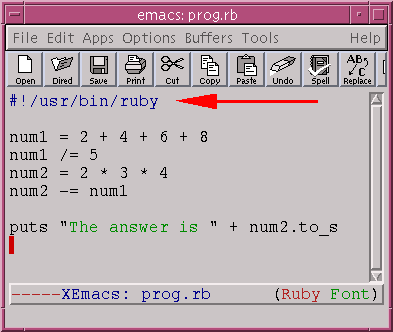 emacs: prog.rb
File Edit Apps Options Buffers Tools Help
Open Dired Save Print Cut Copy Paste Undo Spell Replace
#!/usr/bin/ruby
num1 = 2 + 4 + 6 + 8
num1 /= 5
num2 = 2 * 3 * 4
num2 -= num1
puts "The answer is " + num2.to_s
-----XEmacs: prog.rb (Ruby Font)